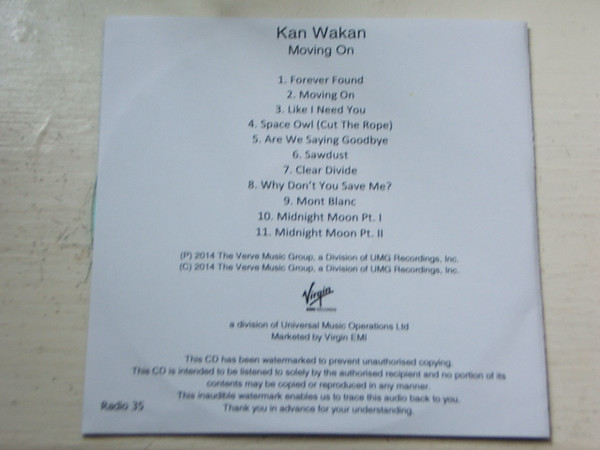 Kan Wakan
Moving On
1. Forever Found
2. Moving On
3. Like I Need You
4. Space Owl (Cut The Rope)
5. Are We Saying Goodbye
6. Sawdust
7. Clear Divide
8. Why Don't You Save Me?
9. Mont Blanc
10. Midnight Moon Pt. I
11. Midnight Moon Pt. II
(P) 2014 The Verve Music Group, a Division of UMG Recordings, Inc.
(C) 2014 The Verve Music Group, a Division of UMG Recordings, Inc.
Virgin
EMI RECORDS
a division of Universal Music Operations Ltd
Marketed by Virgin EMI
This CD has been watermarked to prevent unauthorised copying.
This CD is intended to be listened to solely by the authorised recipient and no portion of its
contents may be copied or reproduced in any manner.
This inaudible watermark enables us to trace this audio back to you.
Thank you in advance for your understanding.
Radio 35